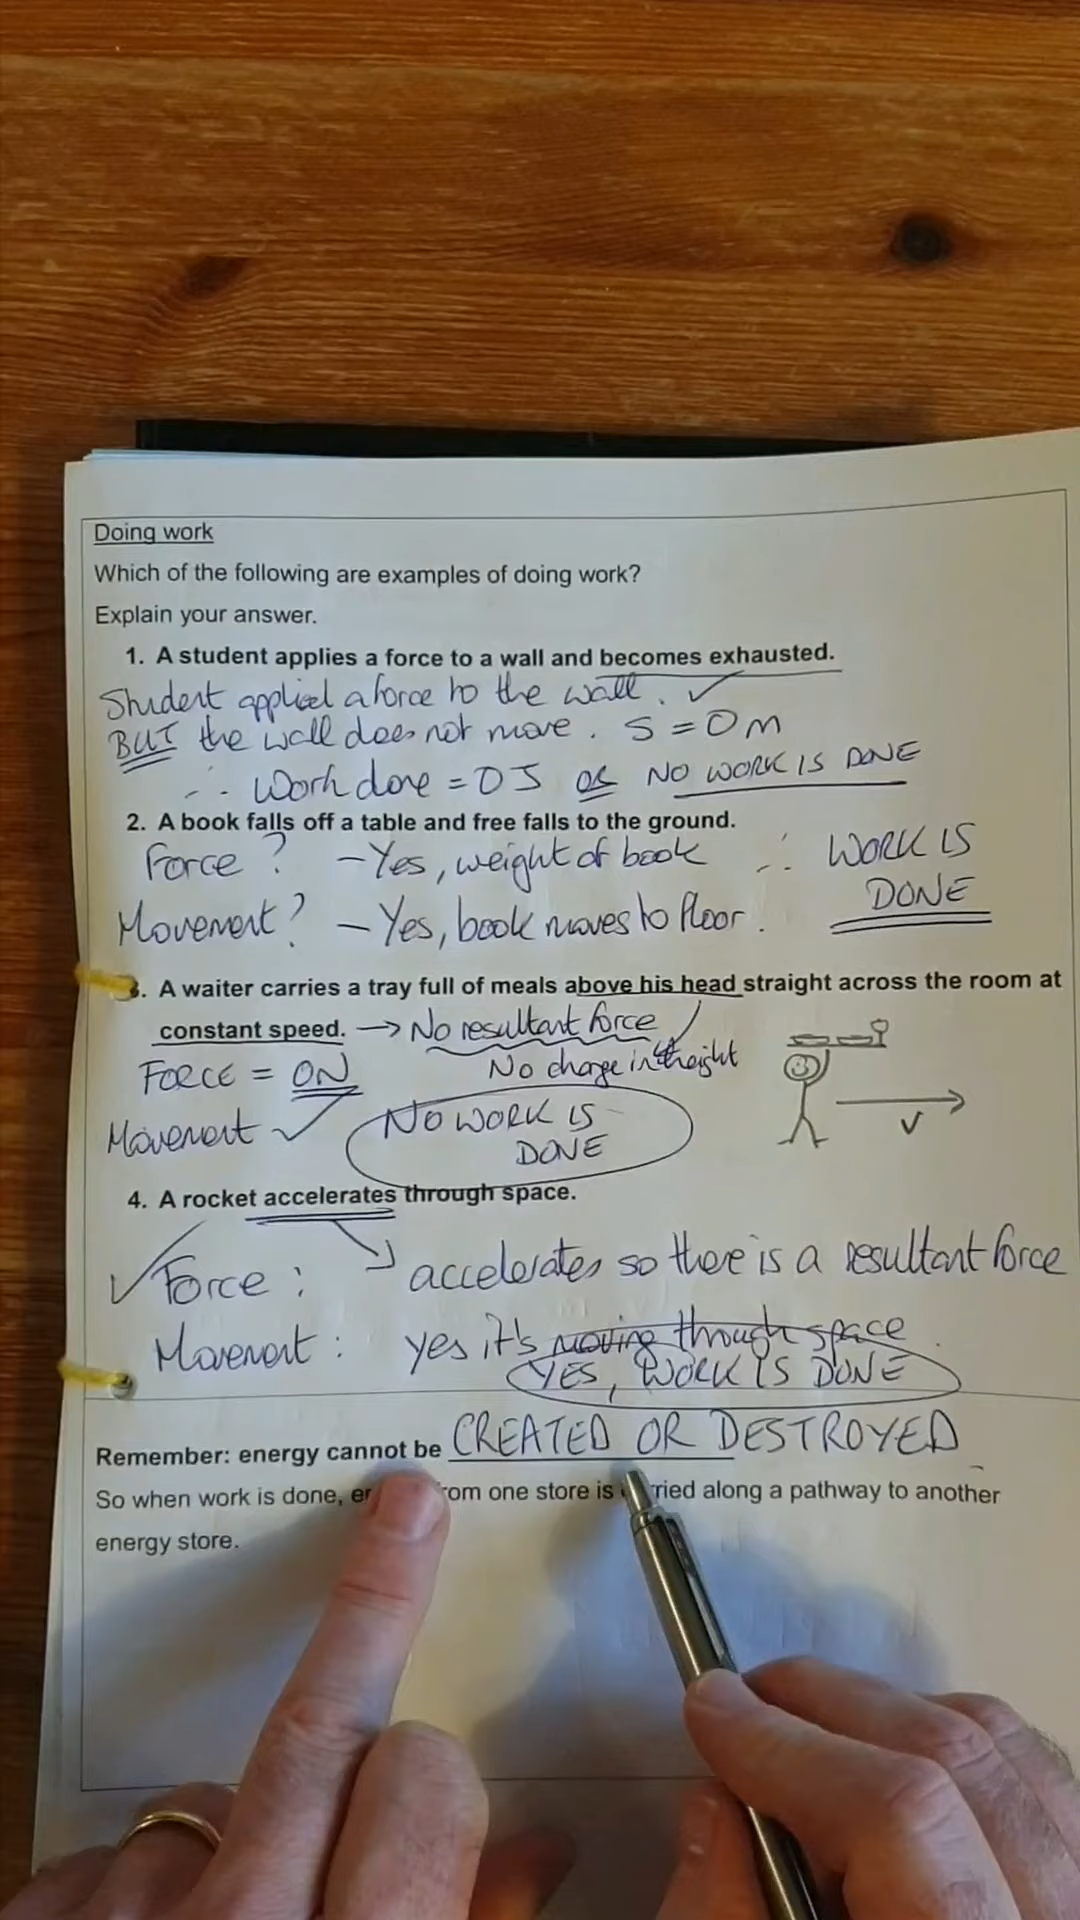 Doing work
Which of the following are examples of doing work?
Explain your answer.
1. A student applies a force to a wall and becomes exhausted.
Student applied a force to the wall. ✓
BUT the wall does not move. S = 0m
∴ Work done = 0J OR NO WORK IS DONE
2. A book falls off a table and free falls to the ground.
Force? – Yes, weight of book ∴ WORK IS
DONE
Movement? – Yes, book moves to floor.
3. A waiter carries a tray full of meals above his head straight across the room at
constant speed. → No resultant force
No change in height
FORCE = 0N
Movement ✓ NO WORK IS
DONE
V
4. A rocket accelerates through space.
✓ Force: accelerates so there is a resultant force
Movement: yes it's moving through space
YES, WORK IS DONE
Remember: energy cannot be CREATED OR DESTROYED
So when work is done, from one store is along a pathway to another
energy store.